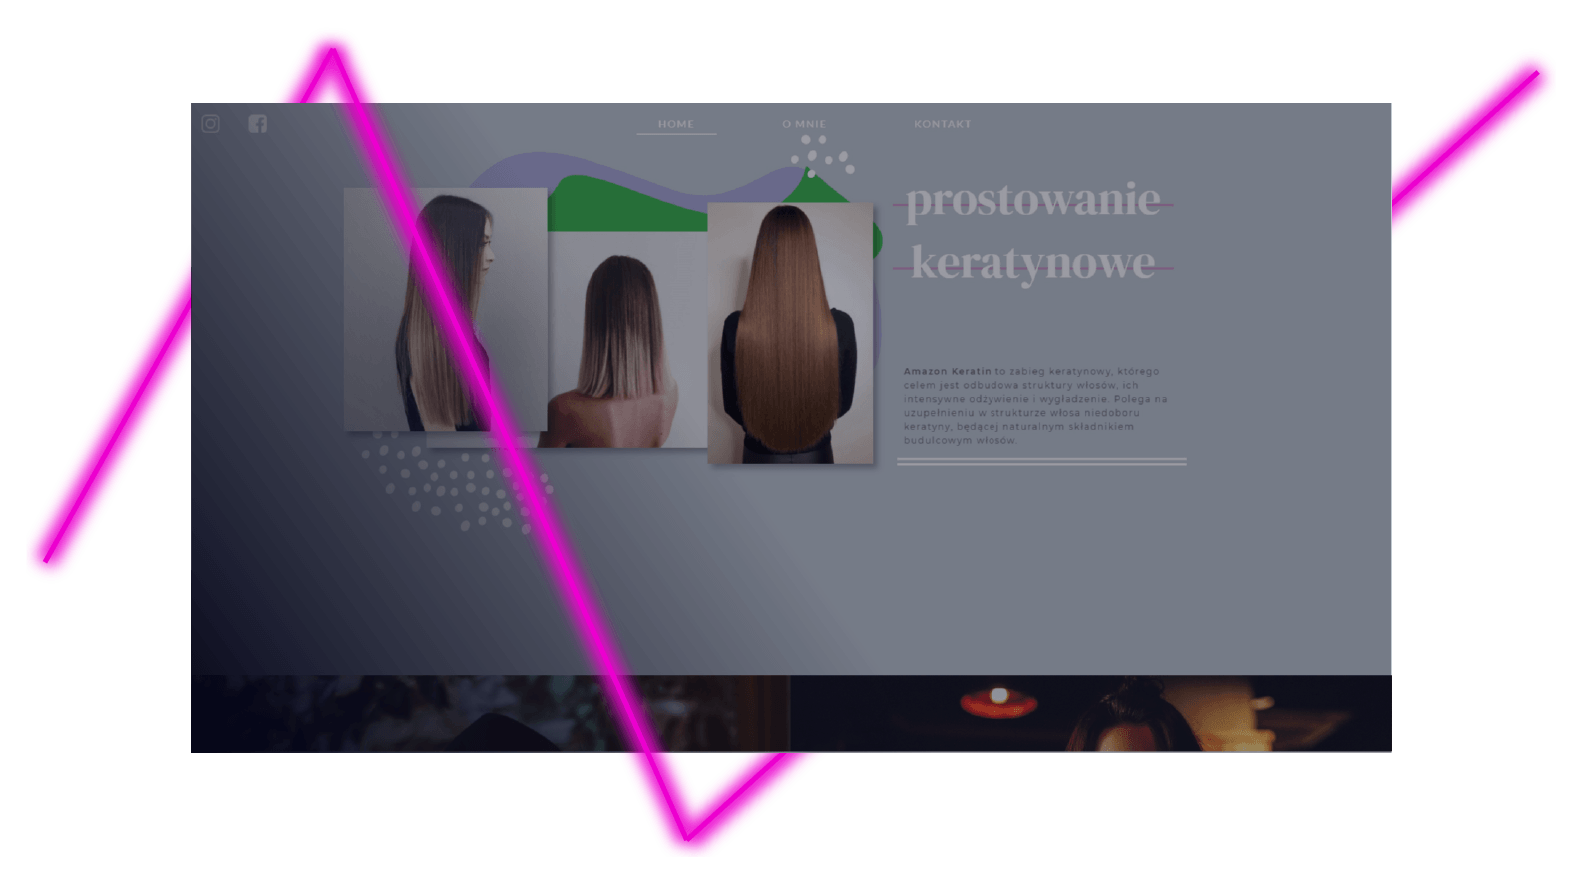 HOME O MNIE KONTAKT
prostowanie
keratynowe
Amazon Keratin to zabieg keratynowy, którego
celem jest odbudowa struktury włosów, ich
intensywne odżywienie i wygładzenie. Polega na
uzupełnieniu w strukturze włosa niedoboru
keratyny, będącej naturalnym składnikiem
budulcowym włosów.